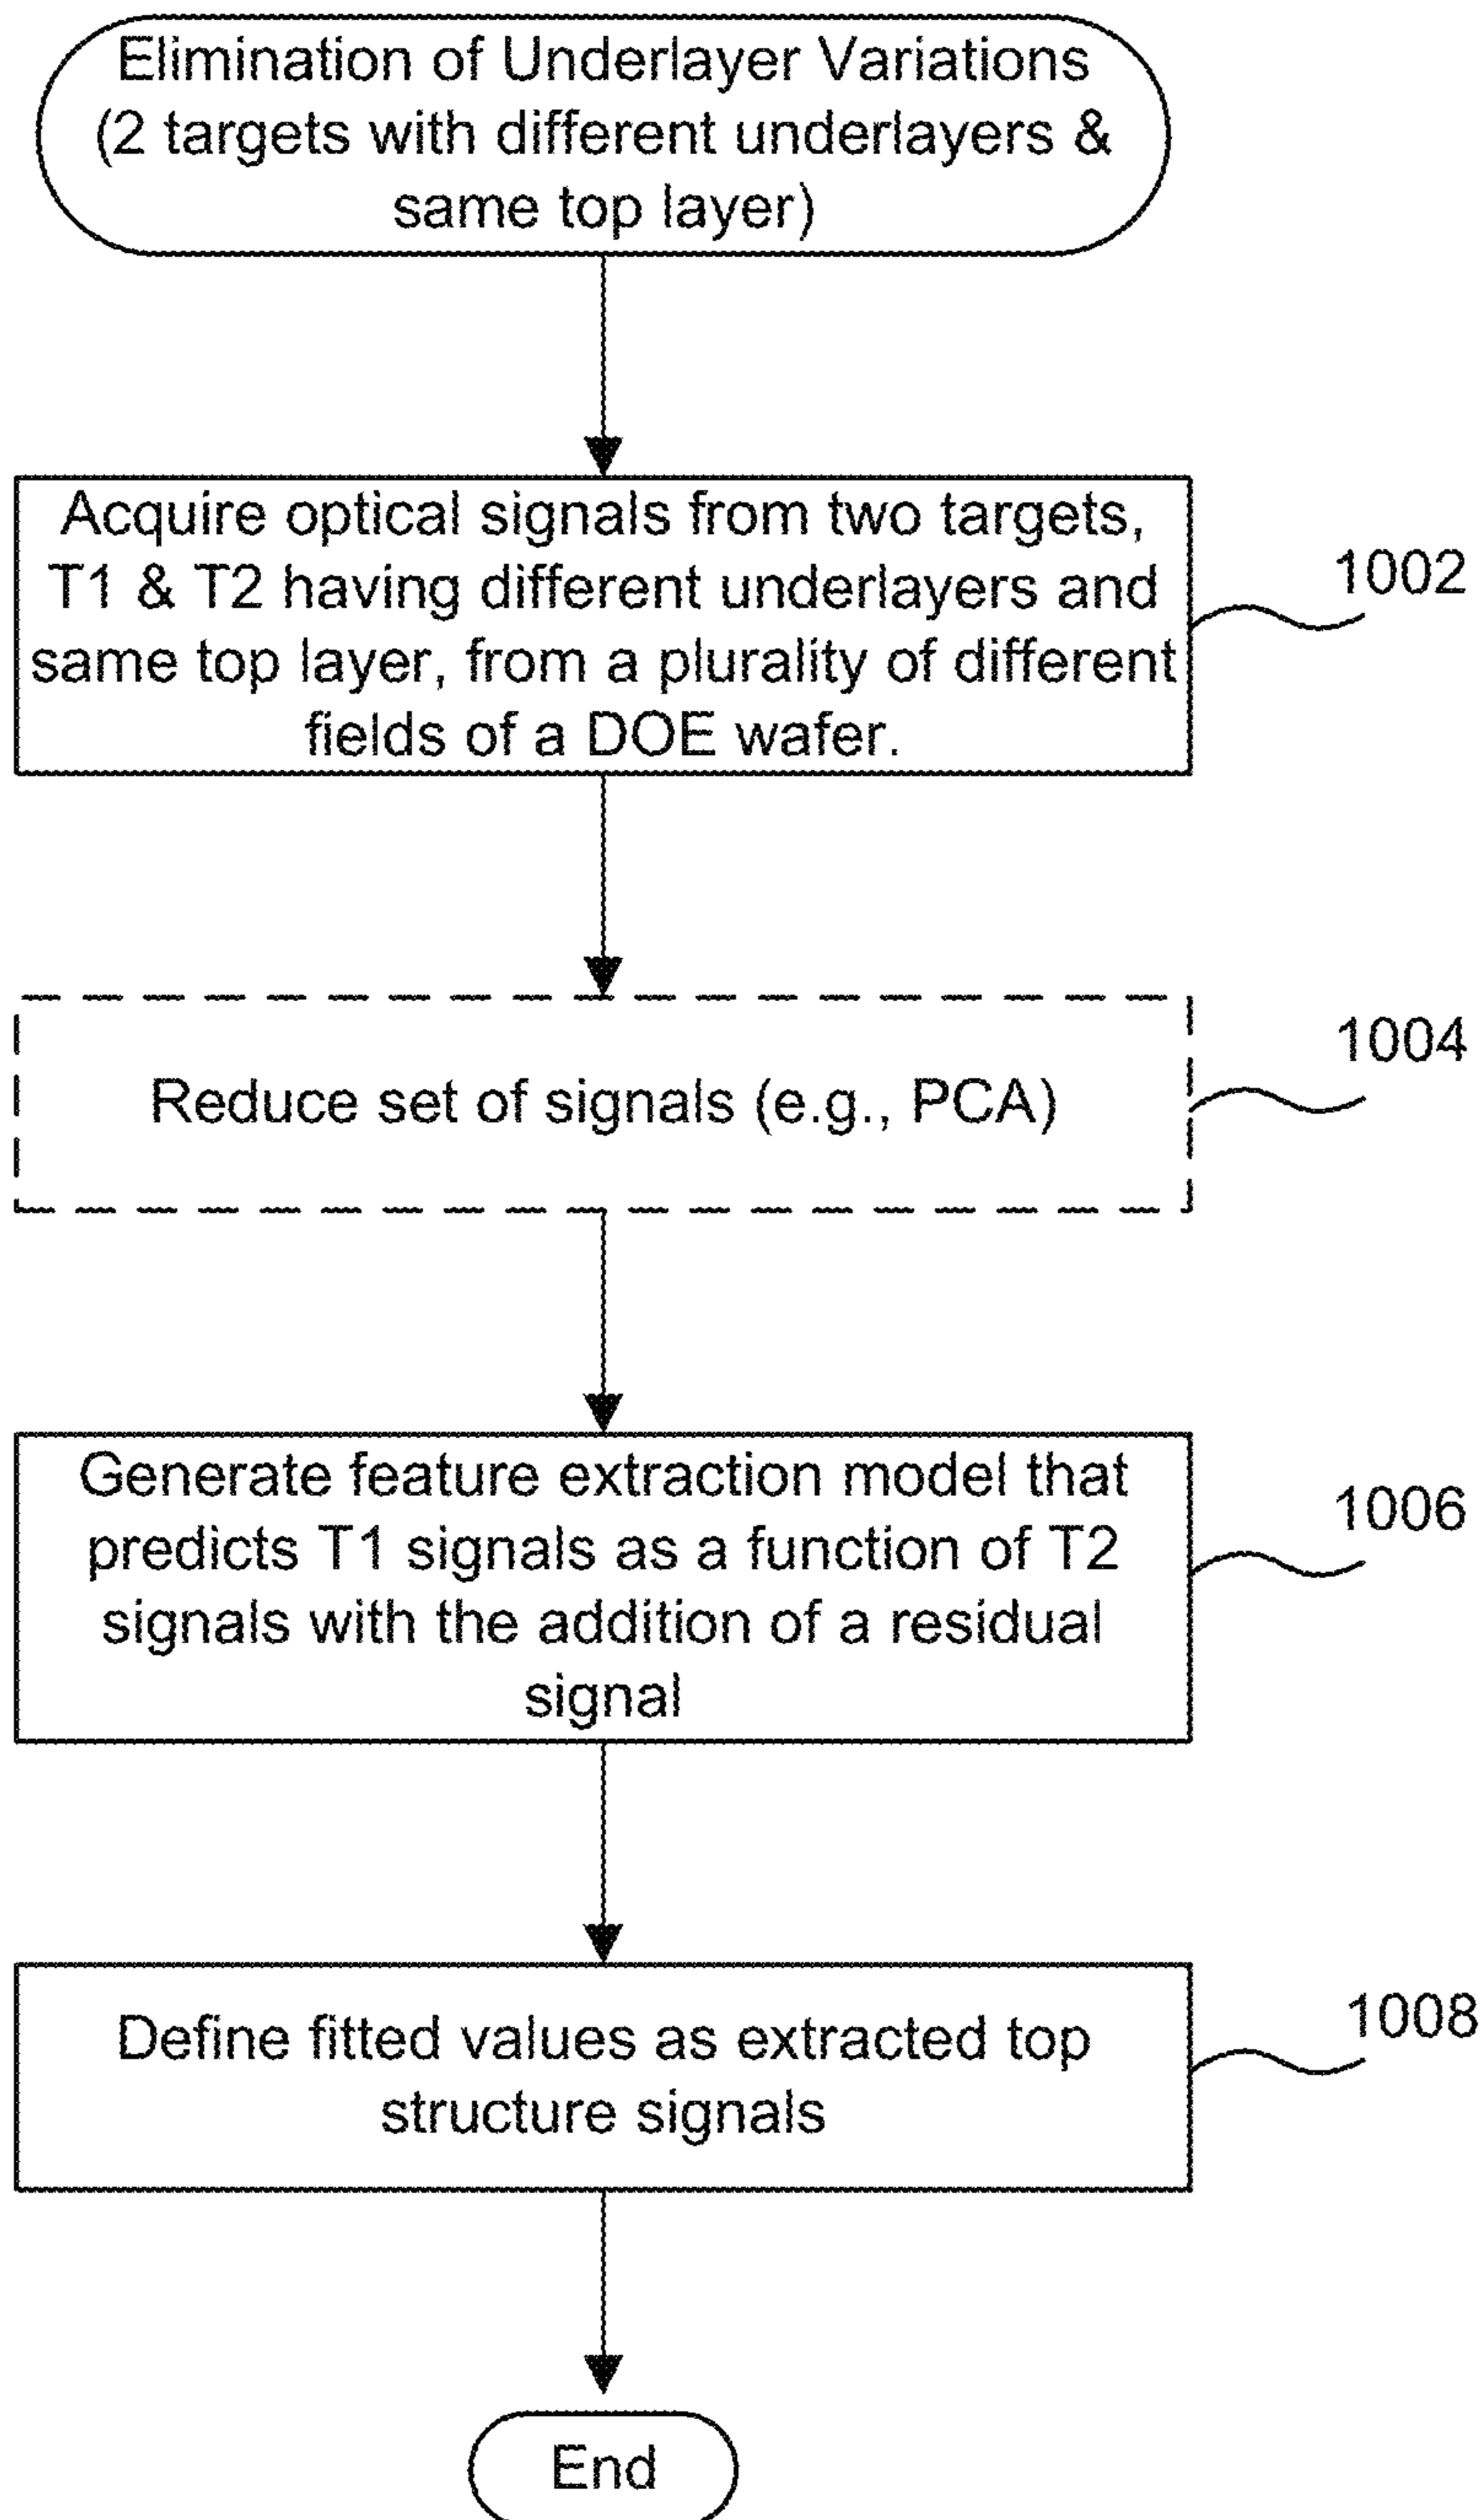 Elimination of Underlayer Variations
(2 targets with different underlayers &
same top layer)
Acquire optical signals from two targets,
T1 & T2 having different underlayers and
same top layer, from a plurality of different
fields of a DOE wafer.
1002
Reduce set of signals (e.g., PCA)
1004
Generate feature extraction model that
predicts T1 signals as a function of T2
signals with the addition of a residual
signal
1006
Define fitted values as extracted top
structure signals
1008
End